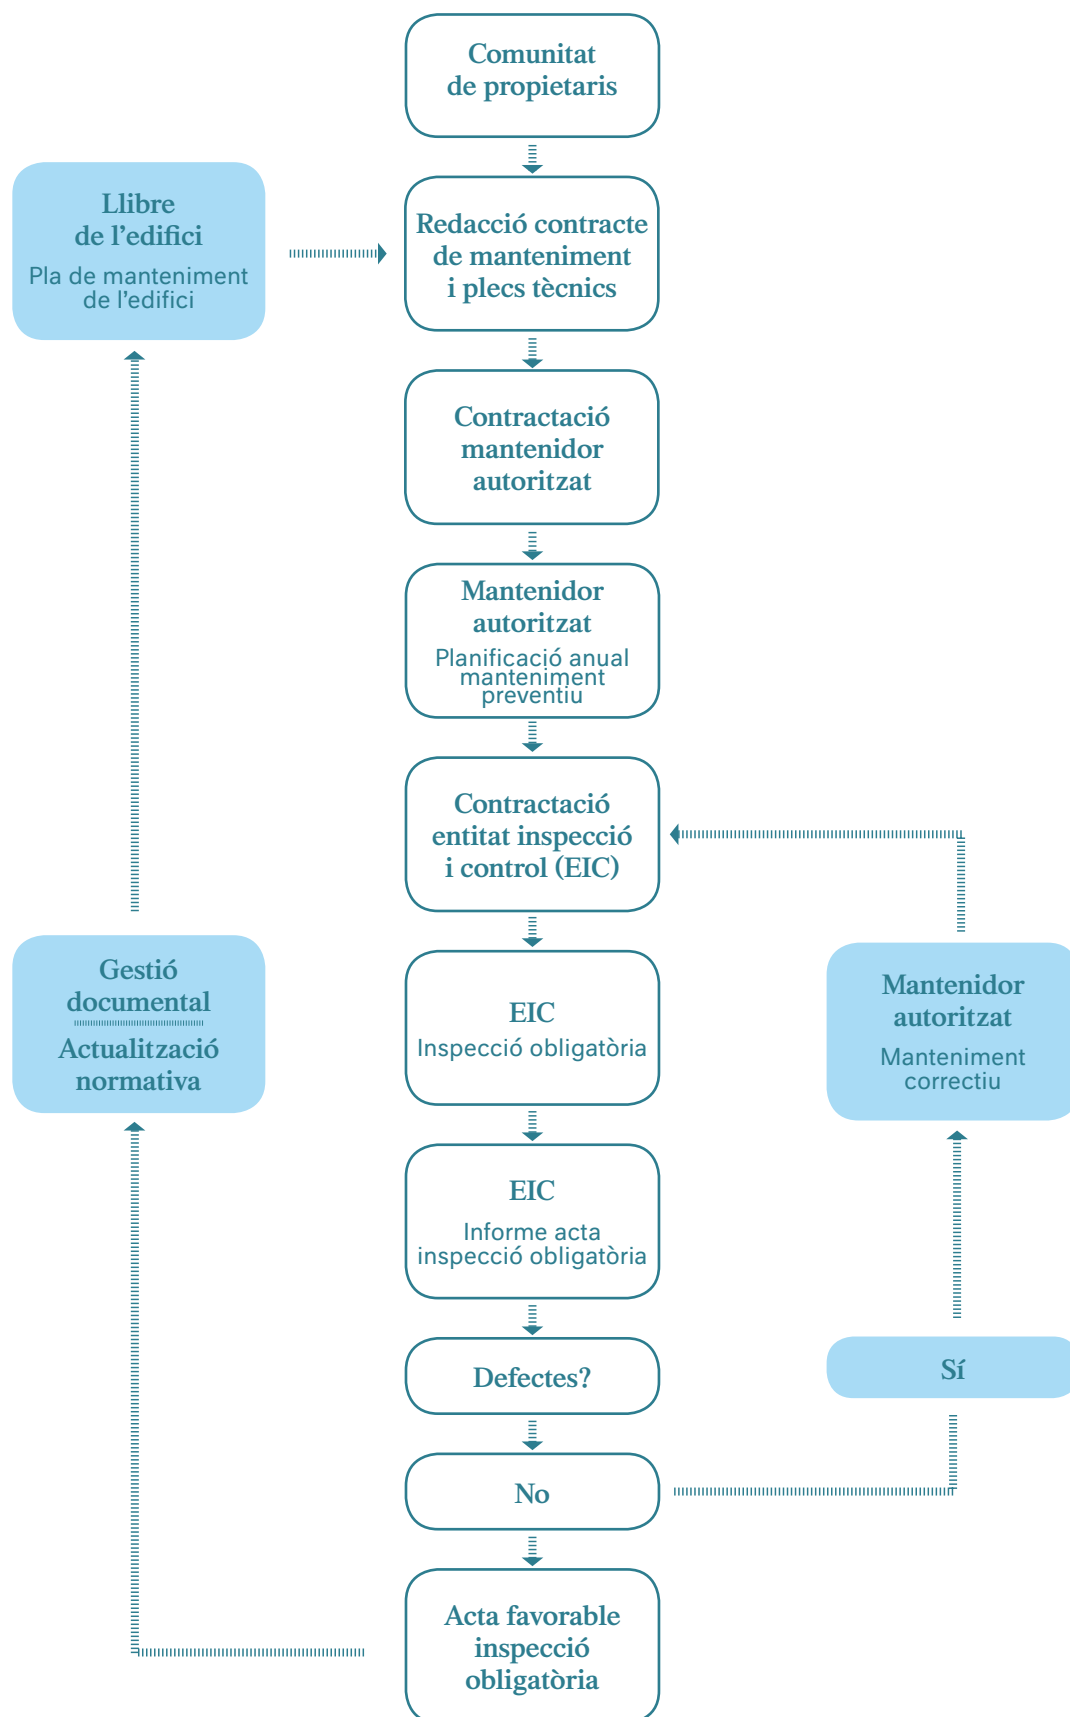 Comunitat
de propietaris
Llibre
de l'edifici
Pla de manteniment
de l'edifici
Redacció contracte
de manteniment
i plecs tècnics
Contractació
mantenidor
autoritzat
Mantenidor
autoritzat
Planificació anual
manteniment
preventiu
Contractació
entitat inspecció
i control (EIC)
Gestió
documental
Actualització
normativa
EIC
Inspecció obligatòria
Mantenidor
autoritzat
Manteniment
correctiu
EIC
Informe acta
inspecció obligatòria
Defectes?
Sí
No
Acta favorable
inspecció
obligatòria